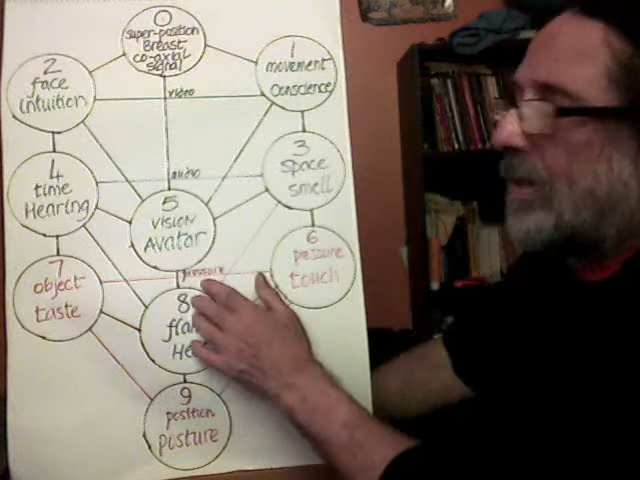 0
super-position
Breast
co-axial
signal
1
movement
conscience
2
face
intuition
video
3
space
smell
4
time
Hearing
audio
5
vision
Avatar
6
pressure
touch
7
object
taste
pressure
8
9
position
posture